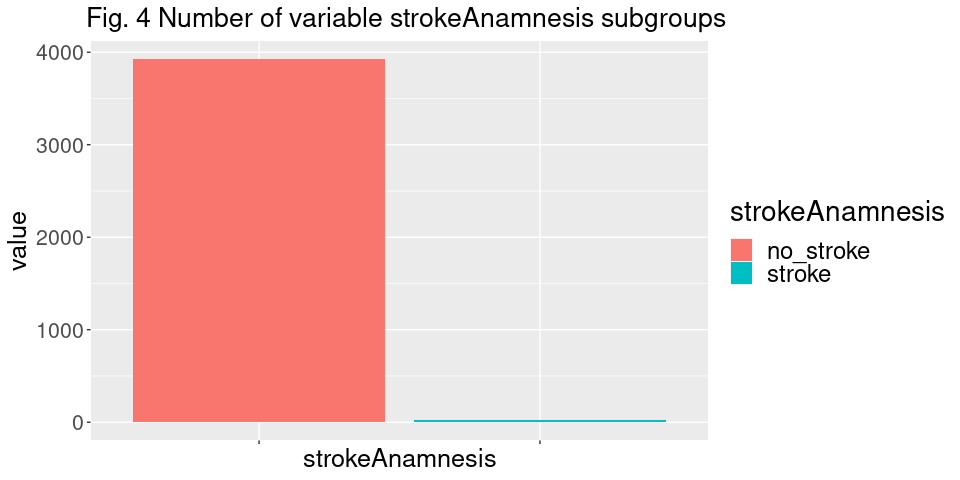 Fig. 4 Number of variable strokeAnamnesis subgroups
4000
3000
2000
1000
0
value
strokeAnamnesis
strokeAnamnesis
no_stroke
stroke